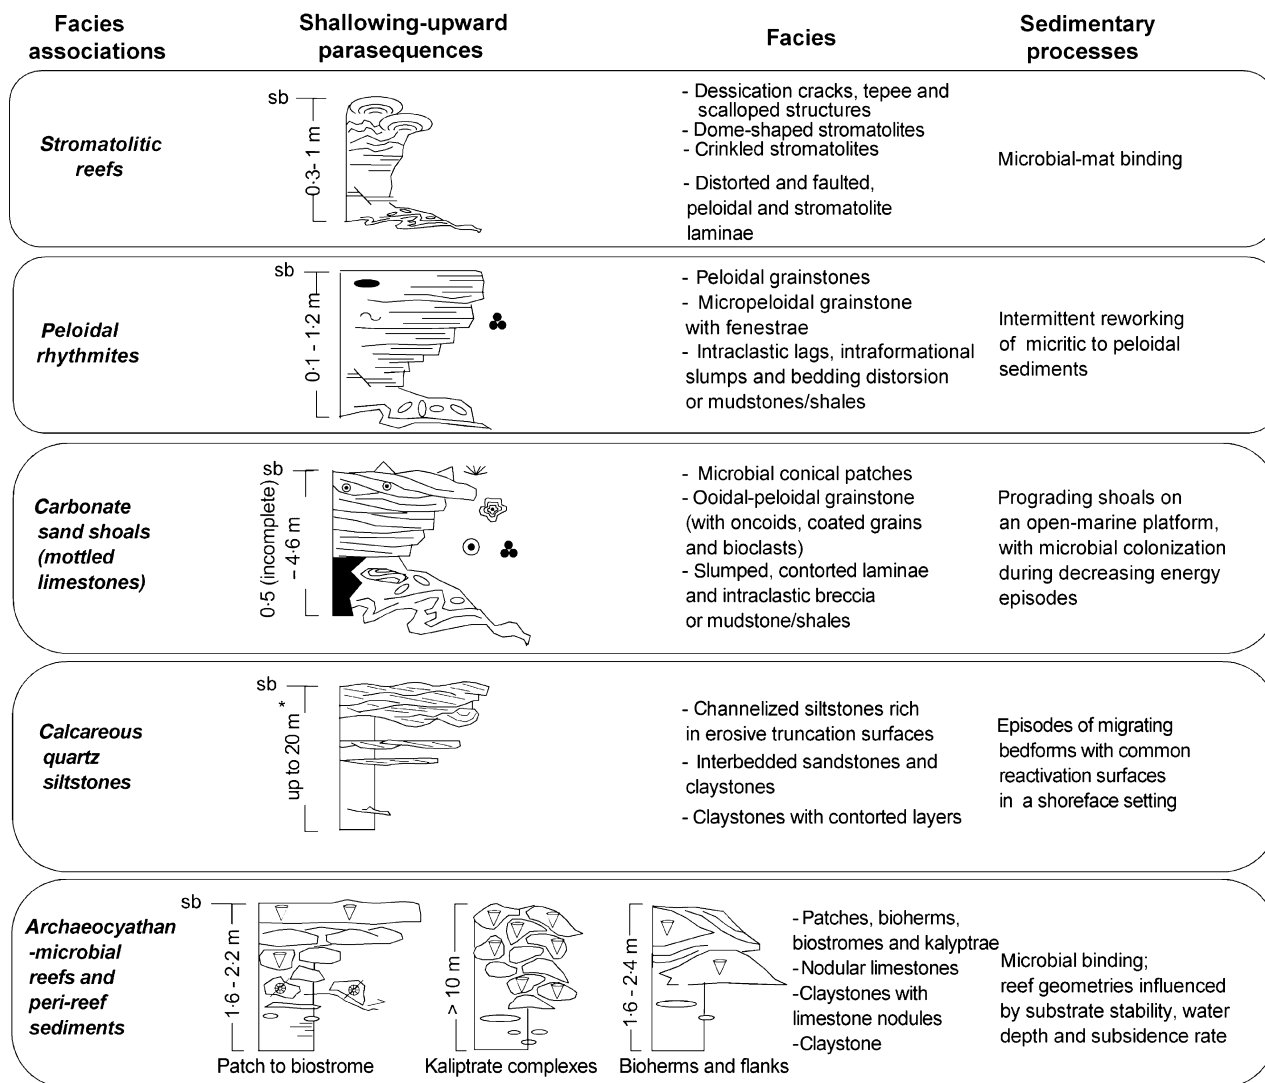 Facies
associations
Shallowing-upward
parasequences
Facies
Sedimentary
processes
Stromatolitic
reefs
sb
0·3- 1 m
- Dessication cracks, tepee and
scalloped structures
- Dome-shaped stromatolites
- Crinkled stromatolites
- Distorted and faulted,
peloidal and stromatolite
laminae
Microbial-mat binding
Peloidal
rhythmites
sb
0·1 - 1·2 m
- Peloidal grainstones
- Micropeloidal grainstone
with fenestrae
- Intraclastic lags, intraformational
slumps and bedding distorsion
or mudstones/shales
Intermittent reworking
of micritic to peloidal
sediments
Carbonate
sand shoals
(mottled
limestones)
sb
0·5 (incomplete)
– 4·6 m
- Microbial conical patches
- Ooidal-peloidal grainstone
(with oncoids, coated grains
and bioclasts)
- Slumped, contorted laminae
and intraclastic breccia
or mudstone/shales
Prograding shoals on
an open-marine platform,
with microbial colonization
during decreasing energy
episodes
Calcareous
quartz
siltstones
sb
up to 20 m*
- Channelized siltstones rich
in erosive truncation surfaces
- Interbedded sandstones and
claystones
- Claystones with contorted layers
Episodes of migrating
bedforms with common
reactivation surfaces
in a shoreface setting
Archaeocyathan
-microbial
reefs and
peri-reef
sediments
sb
1·6 - 2·2 m
Patch to biostrome
> 10 m
Kaliptrate complexes
1·6 - 2·4 m
Bioherms and flanks
- Patches, bioherms,
biostromes and kalyptrae
- Nodular limestones
- Claystones with
limestone nodules
- Claystone
Microbial binding;
reef geometries influenced
by substrate stability, water
depth and subsidence rate